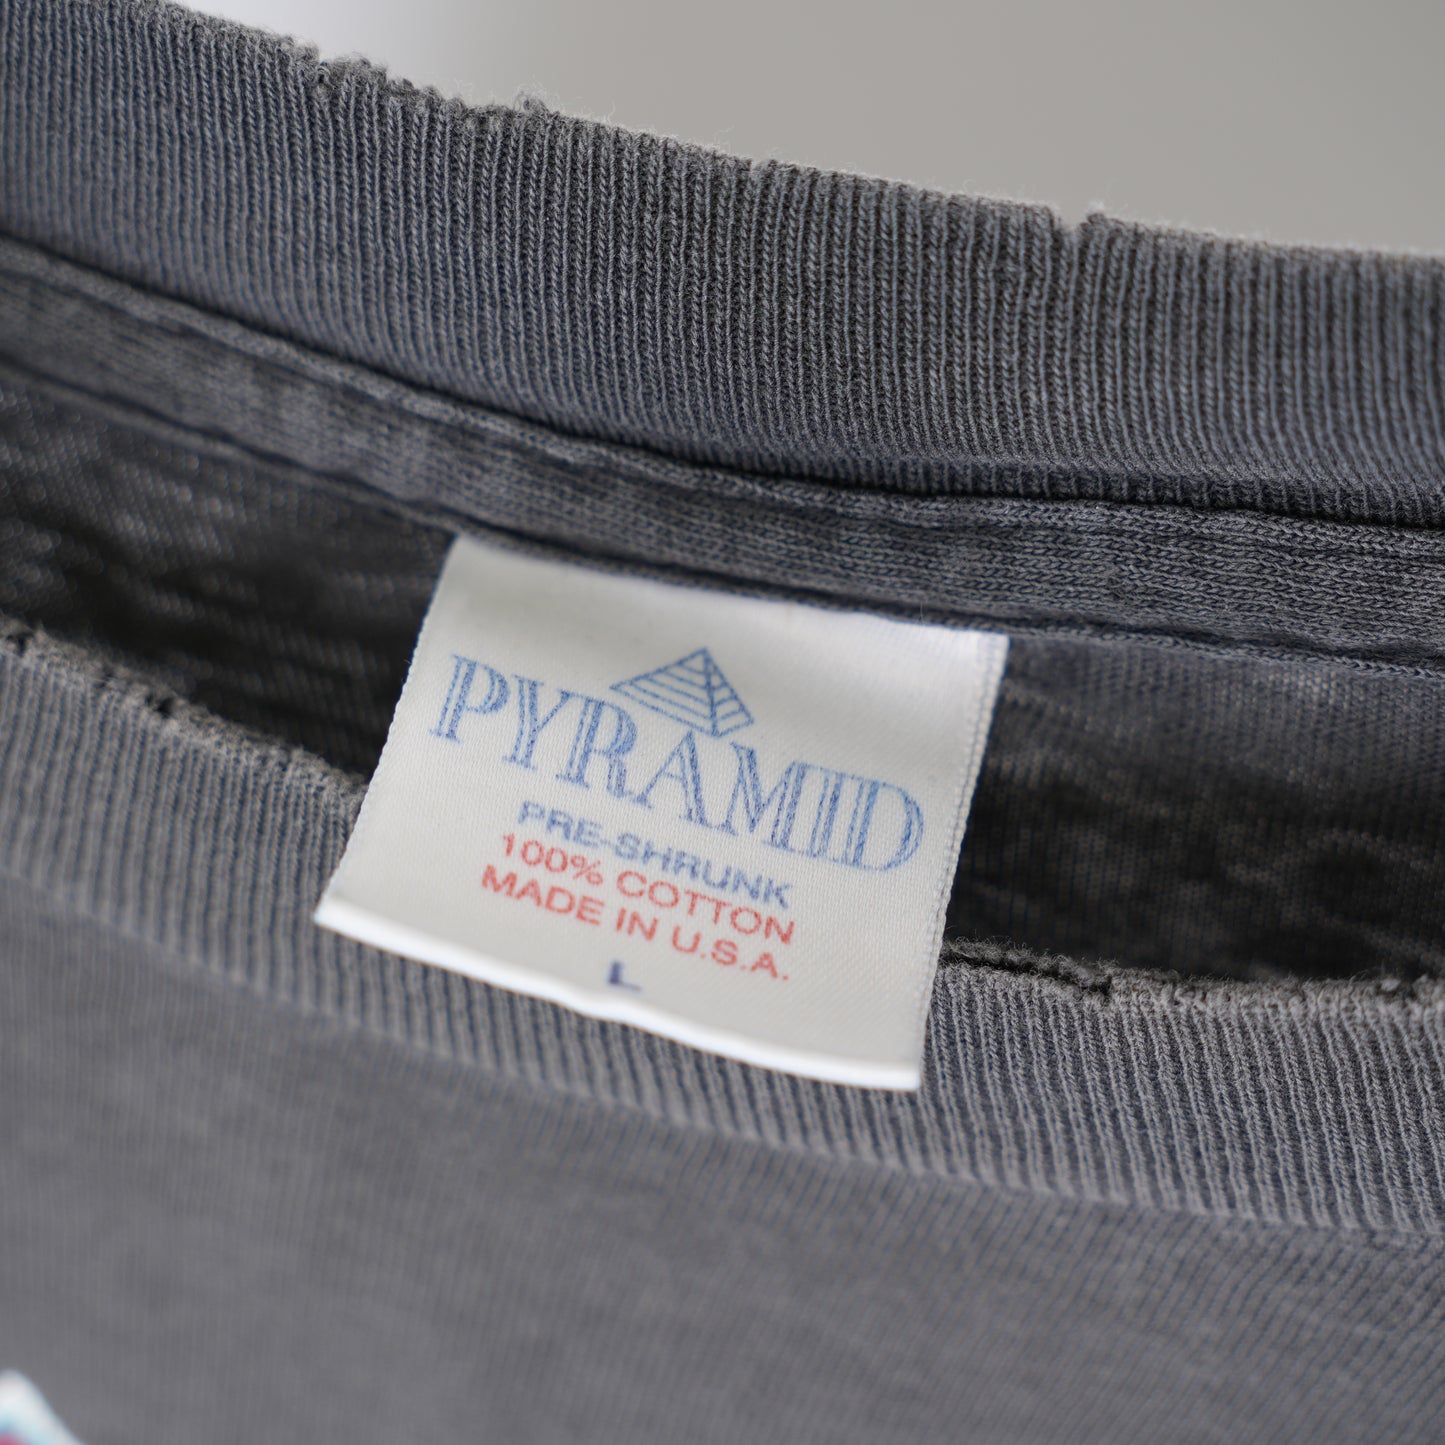 PYRAMID
PRE-SHRUNK
100% COTTON
MADE IN U.S.A.
L